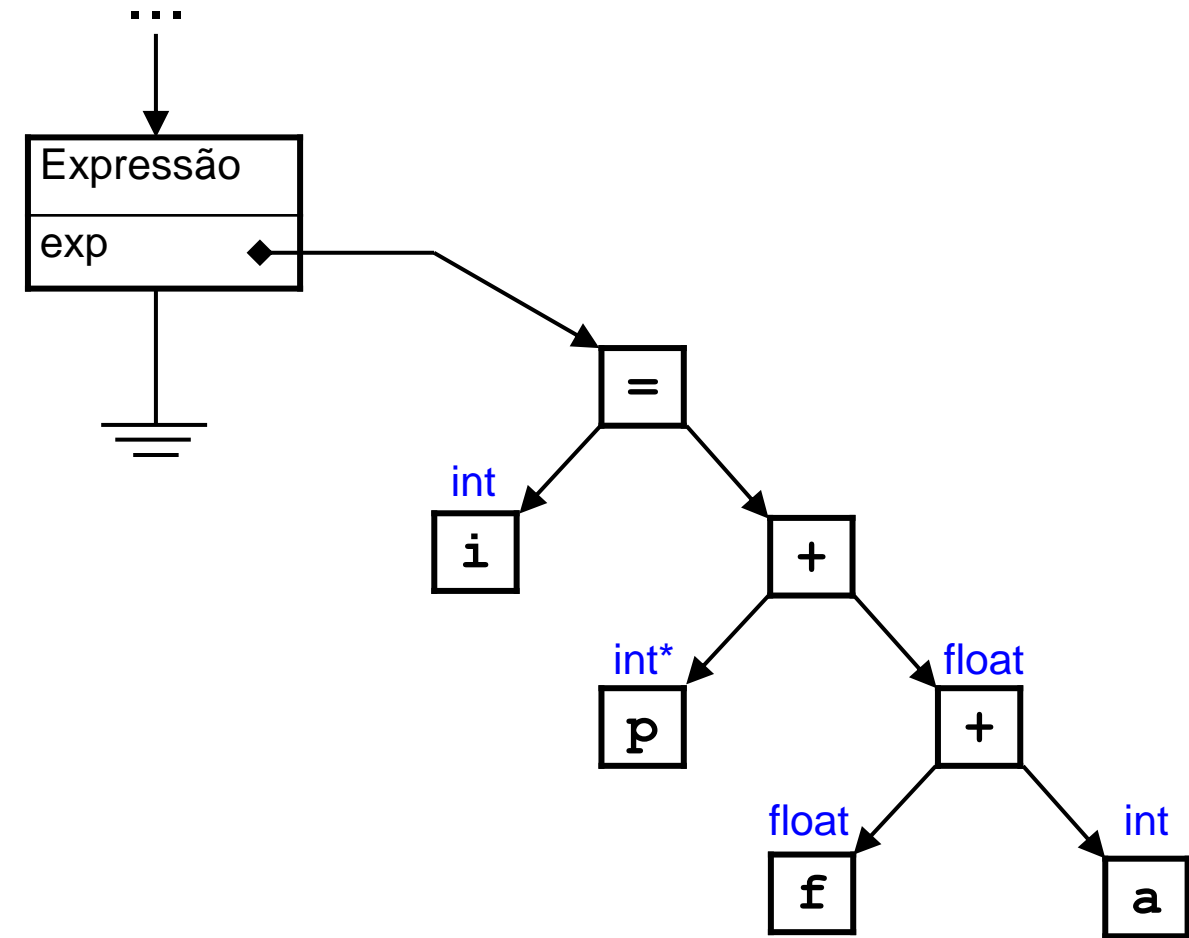 ...
Expressão
exp
=
int
i
+
int*
float
p
+
float
int
f
a